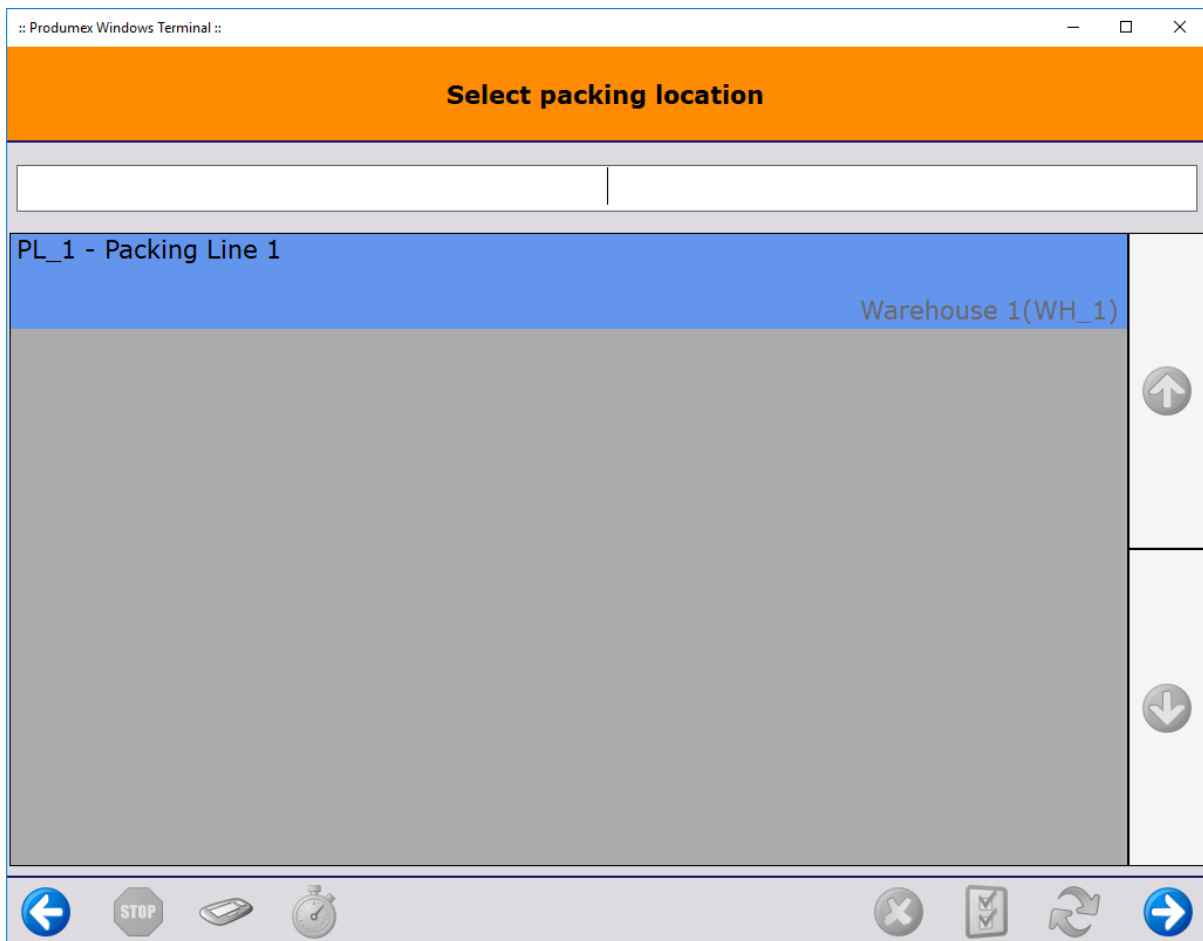 :: Produmex Windows Terminal ::
Select packing location
PL_1 - Packing Line 1
Warehouse 1(WH_1)
STOP